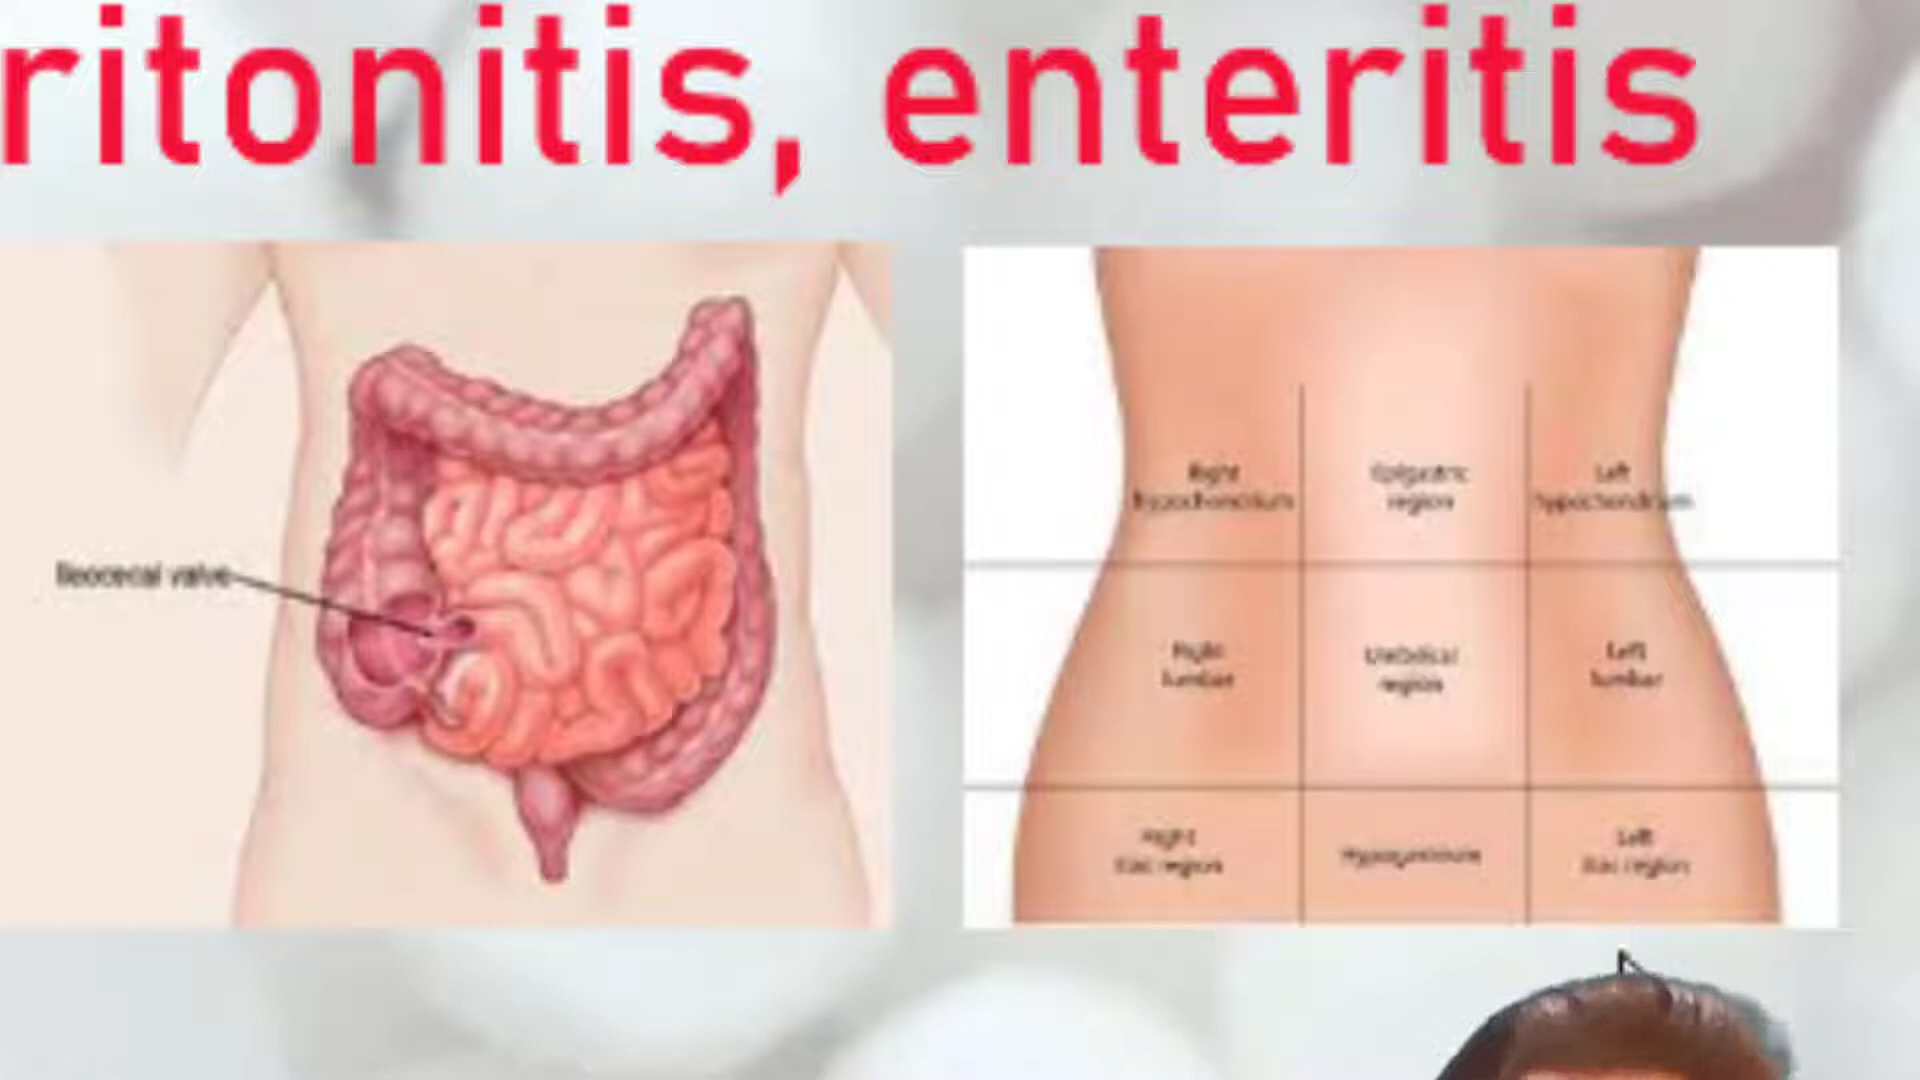 ritonitis, enteritis
Ileocecal valve
Right
hypochondrium
Epigastric
region
Left
hypochondrium
Right
lumbar
Umbilical
region
Left
lumbar
Right
iliac region
Hypogastrium
Left
iliac region